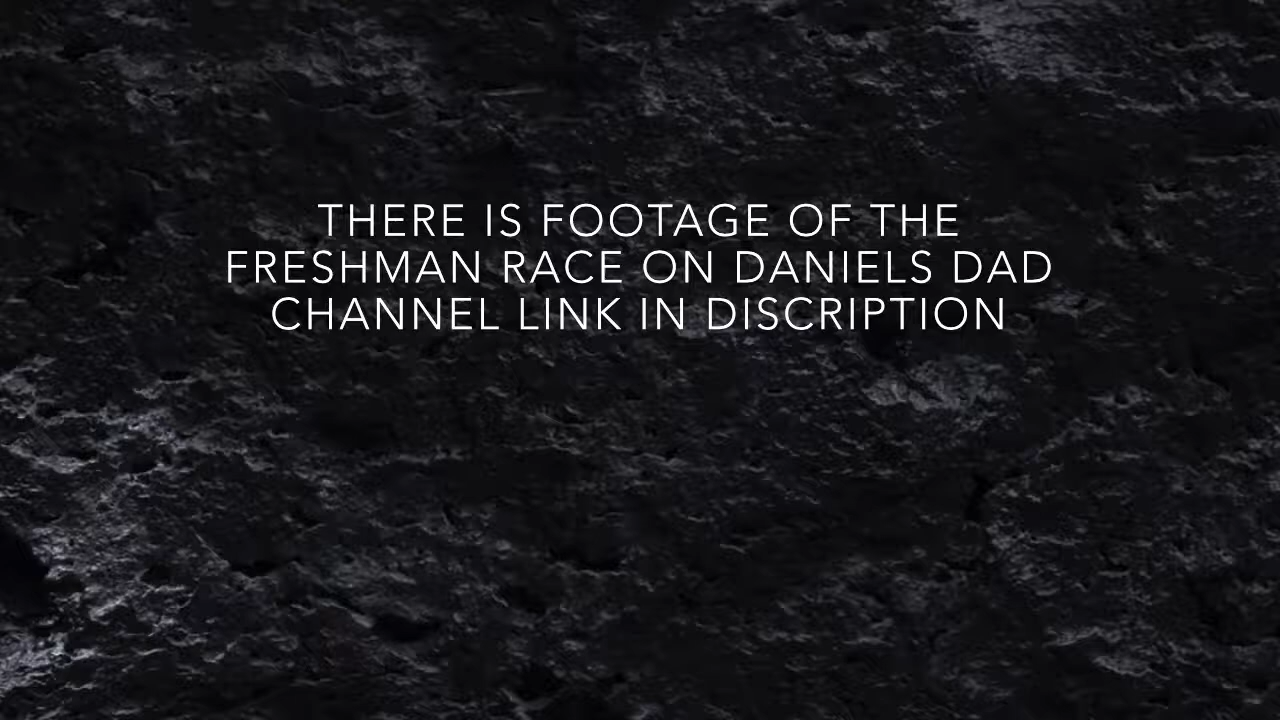 THERE IS FOOTAGE OF THE
FRESHMAN RACE ON DANIELS DAD
CHANNEL LINK IN DISCRIPTION